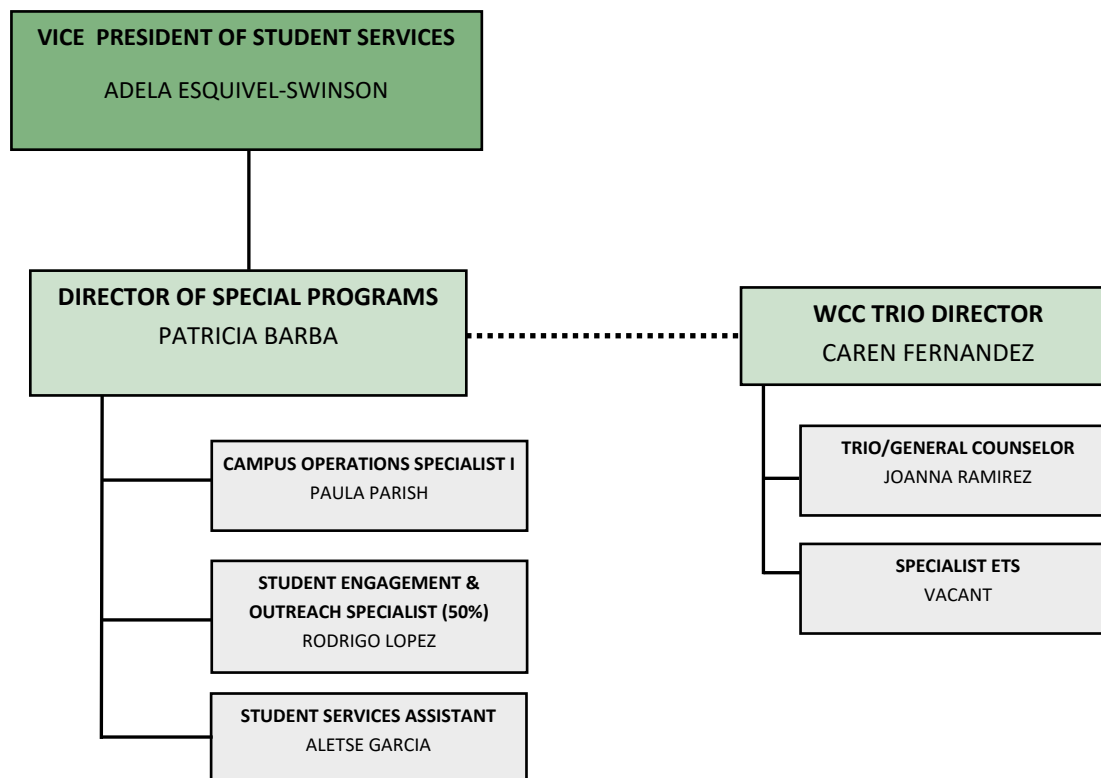 VICE PRESIDENT OF STUDENT SERVICES
ADELA ESQUIVEL-SWINSON
DIRECTOR OF SPECIAL PROGRAMS
PATRICIA BARBA
WCC TRIO DIRECTOR
CAREN FERNANDEZ
CAMPUS OPERATIONS SPECIALIST I
PAULA PARISH
STUDENT ENGAGEMENT &
OUTREACH SPECIALIST (50%)
RODRIGO LOPEZ
STUDENT SERVICES ASSISTANT
ALETSE GARCIA
TRIO/GENERAL COUNSELOR
JOANNA RAMIREZ
SPECIALIST ETS
VACANT